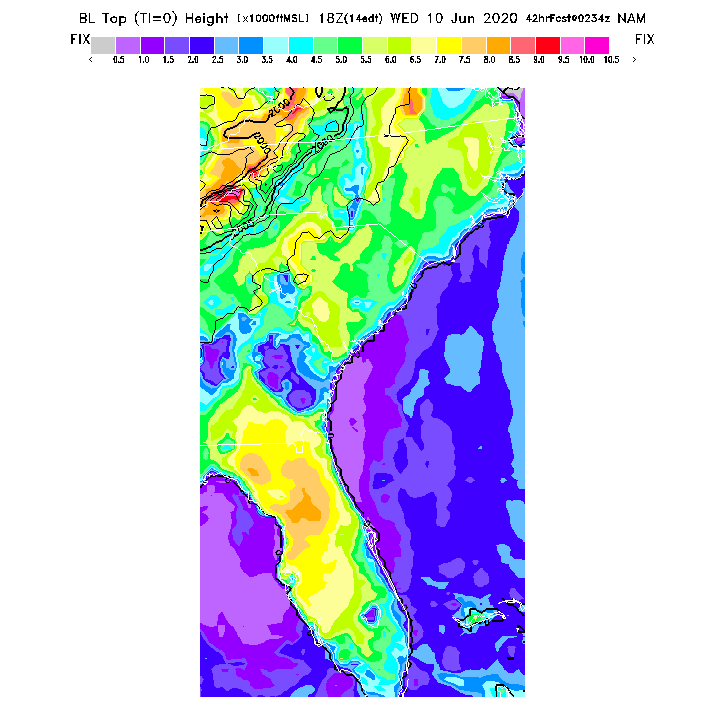 BL Top (TI=0) Height [x1000ftMSL] 18Z(14edt) WED 10 Jun 2020 42hrFcst@0234z NAM
FIX FIX
< 0.5 1.0 1.5 2.0 2.5 3.0 3.5 4.0 4.5 5.0 5.5 6.0 6.5 7.0 7.5 8.0 8.5 9.0 9.5 10.0 10.5 >
2000
2000
2000